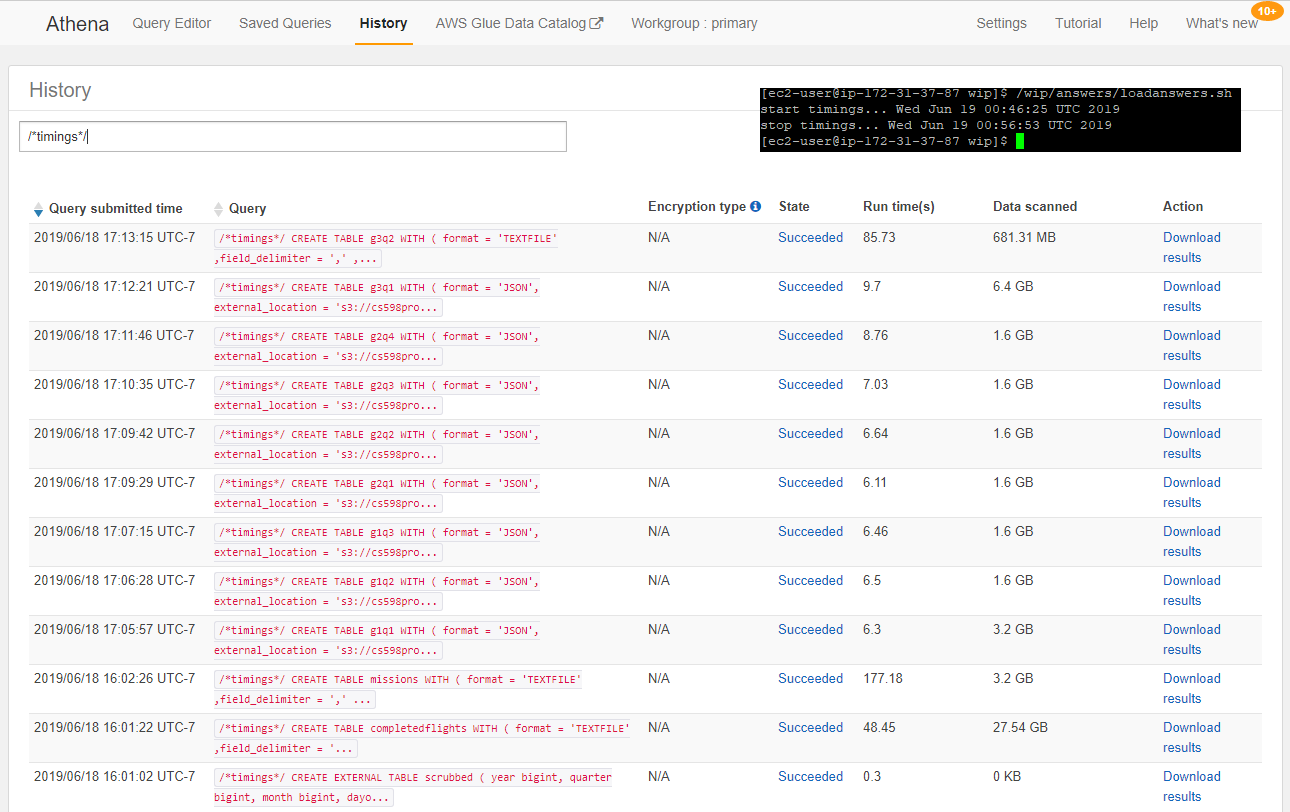 Athena Query Editor Saved Queries History AWS Glue Data Catalog Workgroup : primary Settings Tutorial Help What's new 10+
History
/*timings*/
[ec2-user@ip-172-31-37-87 wip]$ /wip/answers/loadanswers.sh
start timings... Wed Jun 19 00:46:25 UTC 2019
stop timings... Wed Jun 19 00:56:53 UTC 2019
[ec2-user@ip-172-31-37-87 wip]$
Query submitted time Query Encryption type State Run time(s) Data scanned Action
2019/06/18 17:13:15 UTC-7 /*timings*/ CREATE TABLE g3q2 WITH ( format = 'TEXTFILE' N/A Succeeded 85.73 681.31 MB Download
,field_delimiter = ',' ,... results
2019/06/18 17:12:21 UTC-7 /*timings*/ CREATE TABLE g3q1 WITH ( format = 'JSON', N/A Succeeded 9.7 6.4 GB Download
external_location = 's3://cs598pro... results
2019/06/18 17:11:46 UTC-7 /*timings*/ CREATE TABLE g2q4 WITH ( format = 'JSON', N/A Succeeded 8.76 1.6 GB Download
external_location = 's3://cs598pro... results
2019/06/18 17:10:35 UTC-7 /*timings*/ CREATE TABLE g2q3 WITH ( format = 'JSON', N/A Succeeded 7.03 1.6 GB Download
external_location = 's3://cs598pro... results
2019/06/18 17:09:42 UTC-7 /*timings*/ CREATE TABLE g2q2 WITH ( format = 'JSON', N/A Succeeded 6.64 1.6 GB Download
external_location = 's3://cs598pro... results
2019/06/18 17:09:29 UTC-7 /*timings*/ CREATE TABLE g2q1 WITH ( format = 'JSON', N/A Succeeded 6.11 1.6 GB Download
external_location = 's3://cs598pro... results
2019/06/18 17:07:15 UTC-7 /*timings*/ CREATE TABLE g1q3 WITH ( format = 'JSON', N/A Succeeded 6.46 1.6 GB Download
external_location = 's3://cs598pro... results
2019/06/18 17:06:28 UTC-7 /*timings*/ CREATE TABLE g1q2 WITH ( format = 'JSON', N/A Succeeded 6.5 1.6 GB Download
external_location = 's3://cs598pro... results
2019/06/18 17:05:57 UTC-7 /*timings*/ CREATE TABLE g1q1 WITH ( format = 'JSON', N/A Succeeded 6.3 3.2 GB Download
external_location = 's3://cs598pro... results
2019/06/18 16:02:26 UTC-7 /*timings*/ CREATE TABLE missions WITH ( format = 'TEXTFILE' N/A Succeeded 177.18 3.2 GB Download
,field_delimiter = ',' ... results
2019/06/18 16:01:22 UTC-7 /*timings*/ CREATE TABLE completedflights WITH ( format = 'TEXTFILE' N/A Succeeded 48.45 27.54 GB Download
,field_delimiter = '... results
2019/06/18 16:01:02 UTC-7 /*timings*/ CREATE EXTERNAL TABLE scrubbed ( year bigint, quarter N/A Succeeded 0.3 0 KB Download
bigint, month bigint, dayo... results